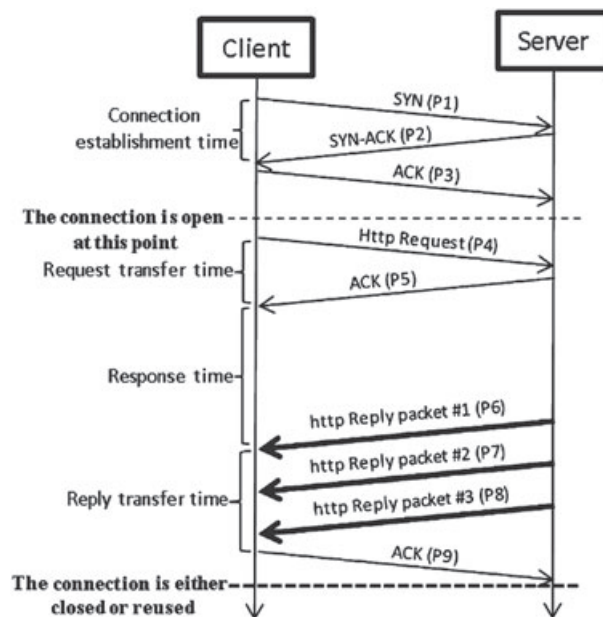 Client
Server
SYN (P1)
Connection
establishment time
SYN-ACK (P2)
ACK (P3)
The connection is open
at this point
Http Request (P4)
Request transfer time
ACK (P5)
Response time
http Reply packet #1 (P6)
http Reply packet #2 (P7)
Reply transfer time
http Reply packet #3 (P8)
ACK (P9)
The connection is either
closed or reused